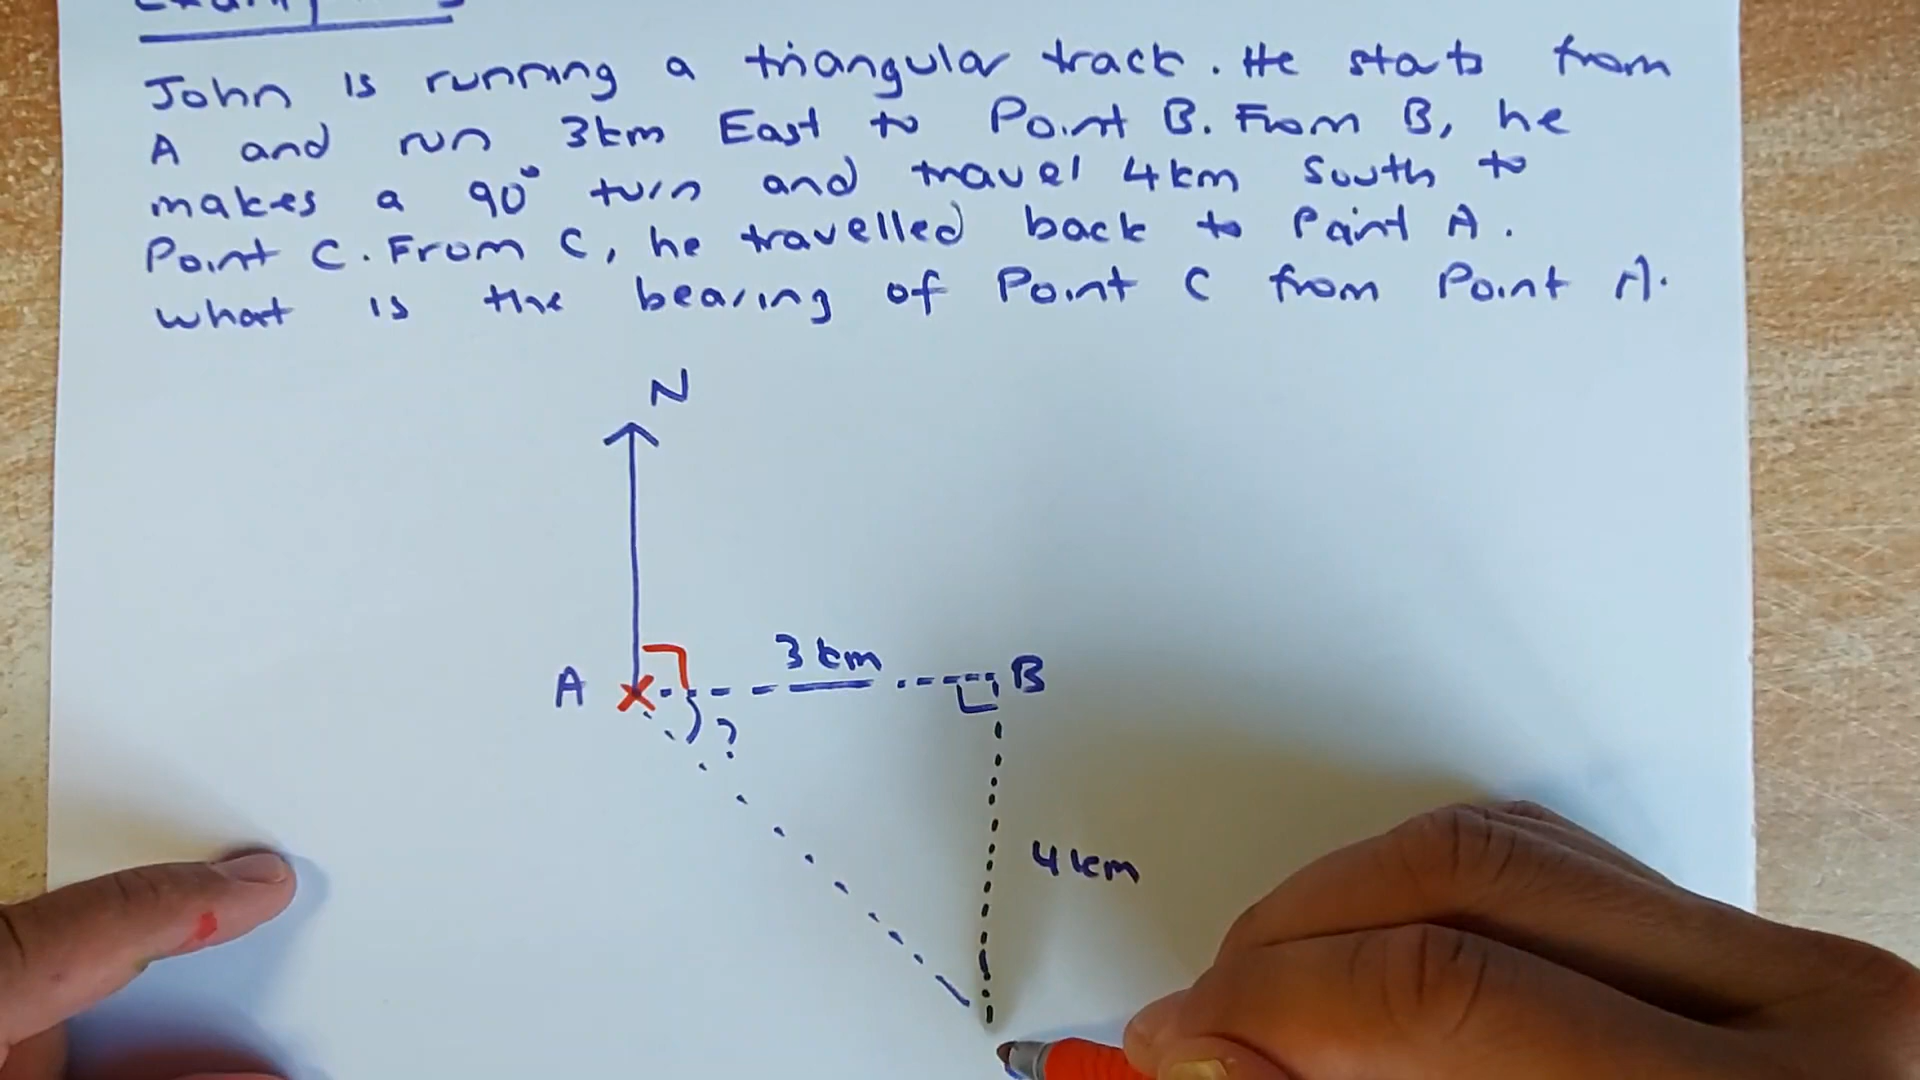 John is running a triangular track. He starts from
A and run 3km East to Point B. From B, he
makes a 90° turn and travel 4km South to
Point C. From C, he travelled back to Point A.
What is the bearing of Point C from Point A.
N
3km
A
B
?
4km